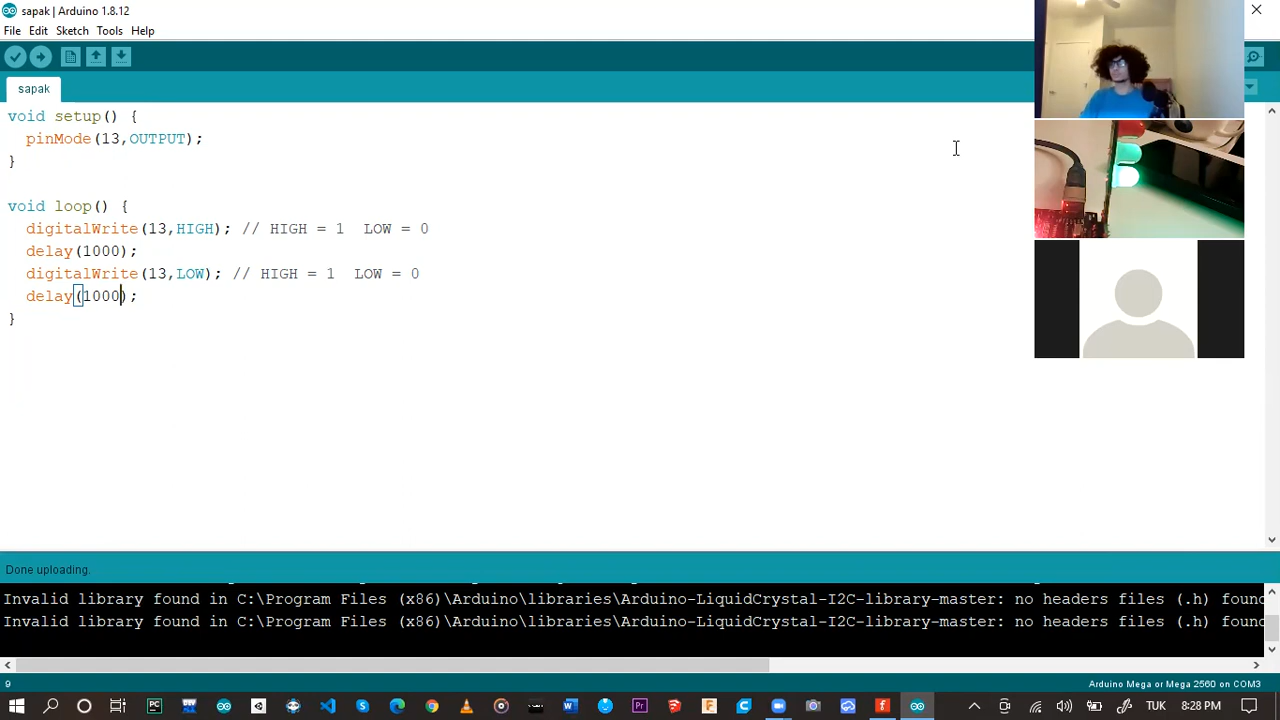 sapak | Arduino 1.8.12
File Edit Sketch Tools Help
sapak
void setup() {
pinMode(13,OUTPUT);
}
void loop() {
digitalWrite(13,HIGH); // HIGH = 1 LOW = 0
delay(1000);
digitalWrite(13,LOW); // HIGH = 1 LOW = 0
delay(1000);
}
Done uploading.
Invalid library found in C:\Program Files (x86)\Arduino\libraries\Arduino-LiquidCrystal-I2C-library-master: no headers files (.h) found
Invalid library found in C:\Program Files (x86)\Arduino\libraries\Arduino-LiquidCrystal-I2C-library-master: no headers files (.h) found
9 Arduino Mega or Mega 2560 on COM3
PC Pr W F C f TUK 8:28 PM